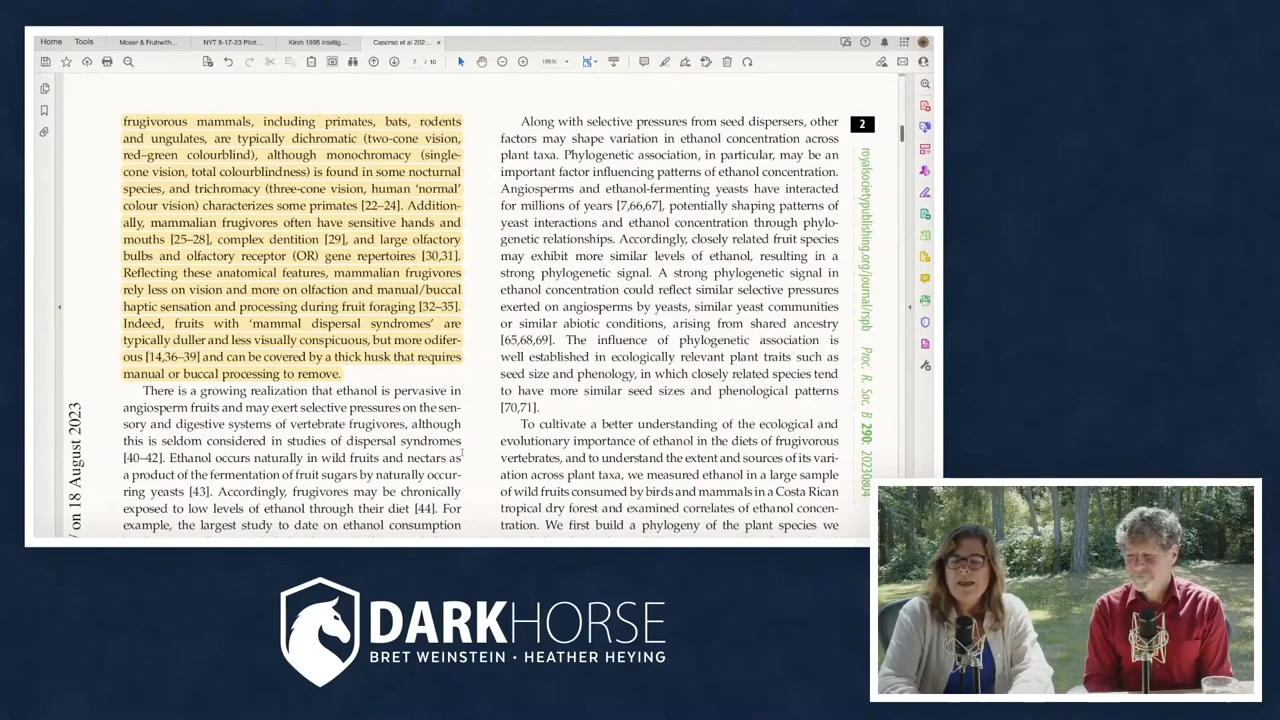 Home Tools Moser & Fruhwirth... NYT 8-17-23 Pilot... Kirsh 1998 Intellig... Casorso et al 202... ×
2 / 10 195%
frugivorous mammals, including primates, bats, rodents
and ungulates, are typically dichromatic (two-cone vision,
red–green colourblind), although monochromacy (single-
cone vision, total colourblindness) is found in some nocturnal
species, and trichromacy (three-cone vision, human ‘normal’
colour vision) characterizes some primates [22–24]. Addition-
ally, mammalian frugivores often have sensitive hands and
mouths [25–28], complex dentition [29], and large olfactory
bulbs and olfactory receptor (OR) gene repertoires [30,31].
Reflecting these anatomical features, mammalian frugivores
rely less on vision and more on olfaction and manual/buccal
haptic sensation and processing during fruit foraging [32–35].
Indeed, fruits with ‘mammal dispersal syndromes’ are
typically duller and less visually conspicuous, but more odifer-
ous [14,36–39] and can be covered by a thick husk that requires
manual or buccal processing to remove.
There is a growing realization that ethanol is pervasive in
angiosperm fruits and may exert selective pressures on the sen-
sory and digestive systems of vertebrate frugivores, although
this is seldom considered in studies of dispersal syndromes
[40–42]. Ethanol occurs naturally in wild fruits and nectars as
a product of the fermentation of fruit sugars by naturally occur-
ring yeasts [43]. Accordingly, frugivores may be chronically
exposed to low levels of ethanol through their diet [44]. For
example, the largest study to date on ethanol consumption
Along with selective pressures from seed dispersers, other
factors may shape variation in ethanol concentration across
plant taxa. Phylogenetic association, in particular, may be an
important factor influencing patterns of ethanol concentration.
Angiosperms and ethanol-fermenting yeasts have interacted
for millions of years [7,66,67], potentially shaping patterns of
yeast interactions and ethanol concentration through phylo-
genetic relationships. Accordingly, closely related fruit species
may exhibit more similar levels of ethanol, resulting in a
strong phylogenetic signal. A strong phylogenetic signal in
ethanol concentration could reflect similar selective pressures
exerted on angiosperms by yeasts, similar yeast communities
or similar abiotic conditions, arising from shared ancestry
[65,68,69]. The influence of phylogenetic association is
well established in ecologically relevant plant traits such as
seed size and phenology, in which closely related species tend
to have more similar seed sizes and phenological patterns
[70,71].
To cultivate a better understanding of the ecological and
evolutionary importance of ethanol in the diets of frugivorous
vertebrates, and to understand the extent and sources of its vari-
ation across plant taxa, we measured ethanol in a large sample
of wild fruits consumed by birds and mammals in a Costa Rican
tropical dry forest and examined correlates of ethanol concen-
tration. We first build a phylogeny of the plant species we
2
royalsocietypublishing.org/journal/rspb Proc. R. Soc. B 290: 20230804
on 18 August 2023
DARKHORSE
BRET WEINSTEIN · HEATHER HEYING